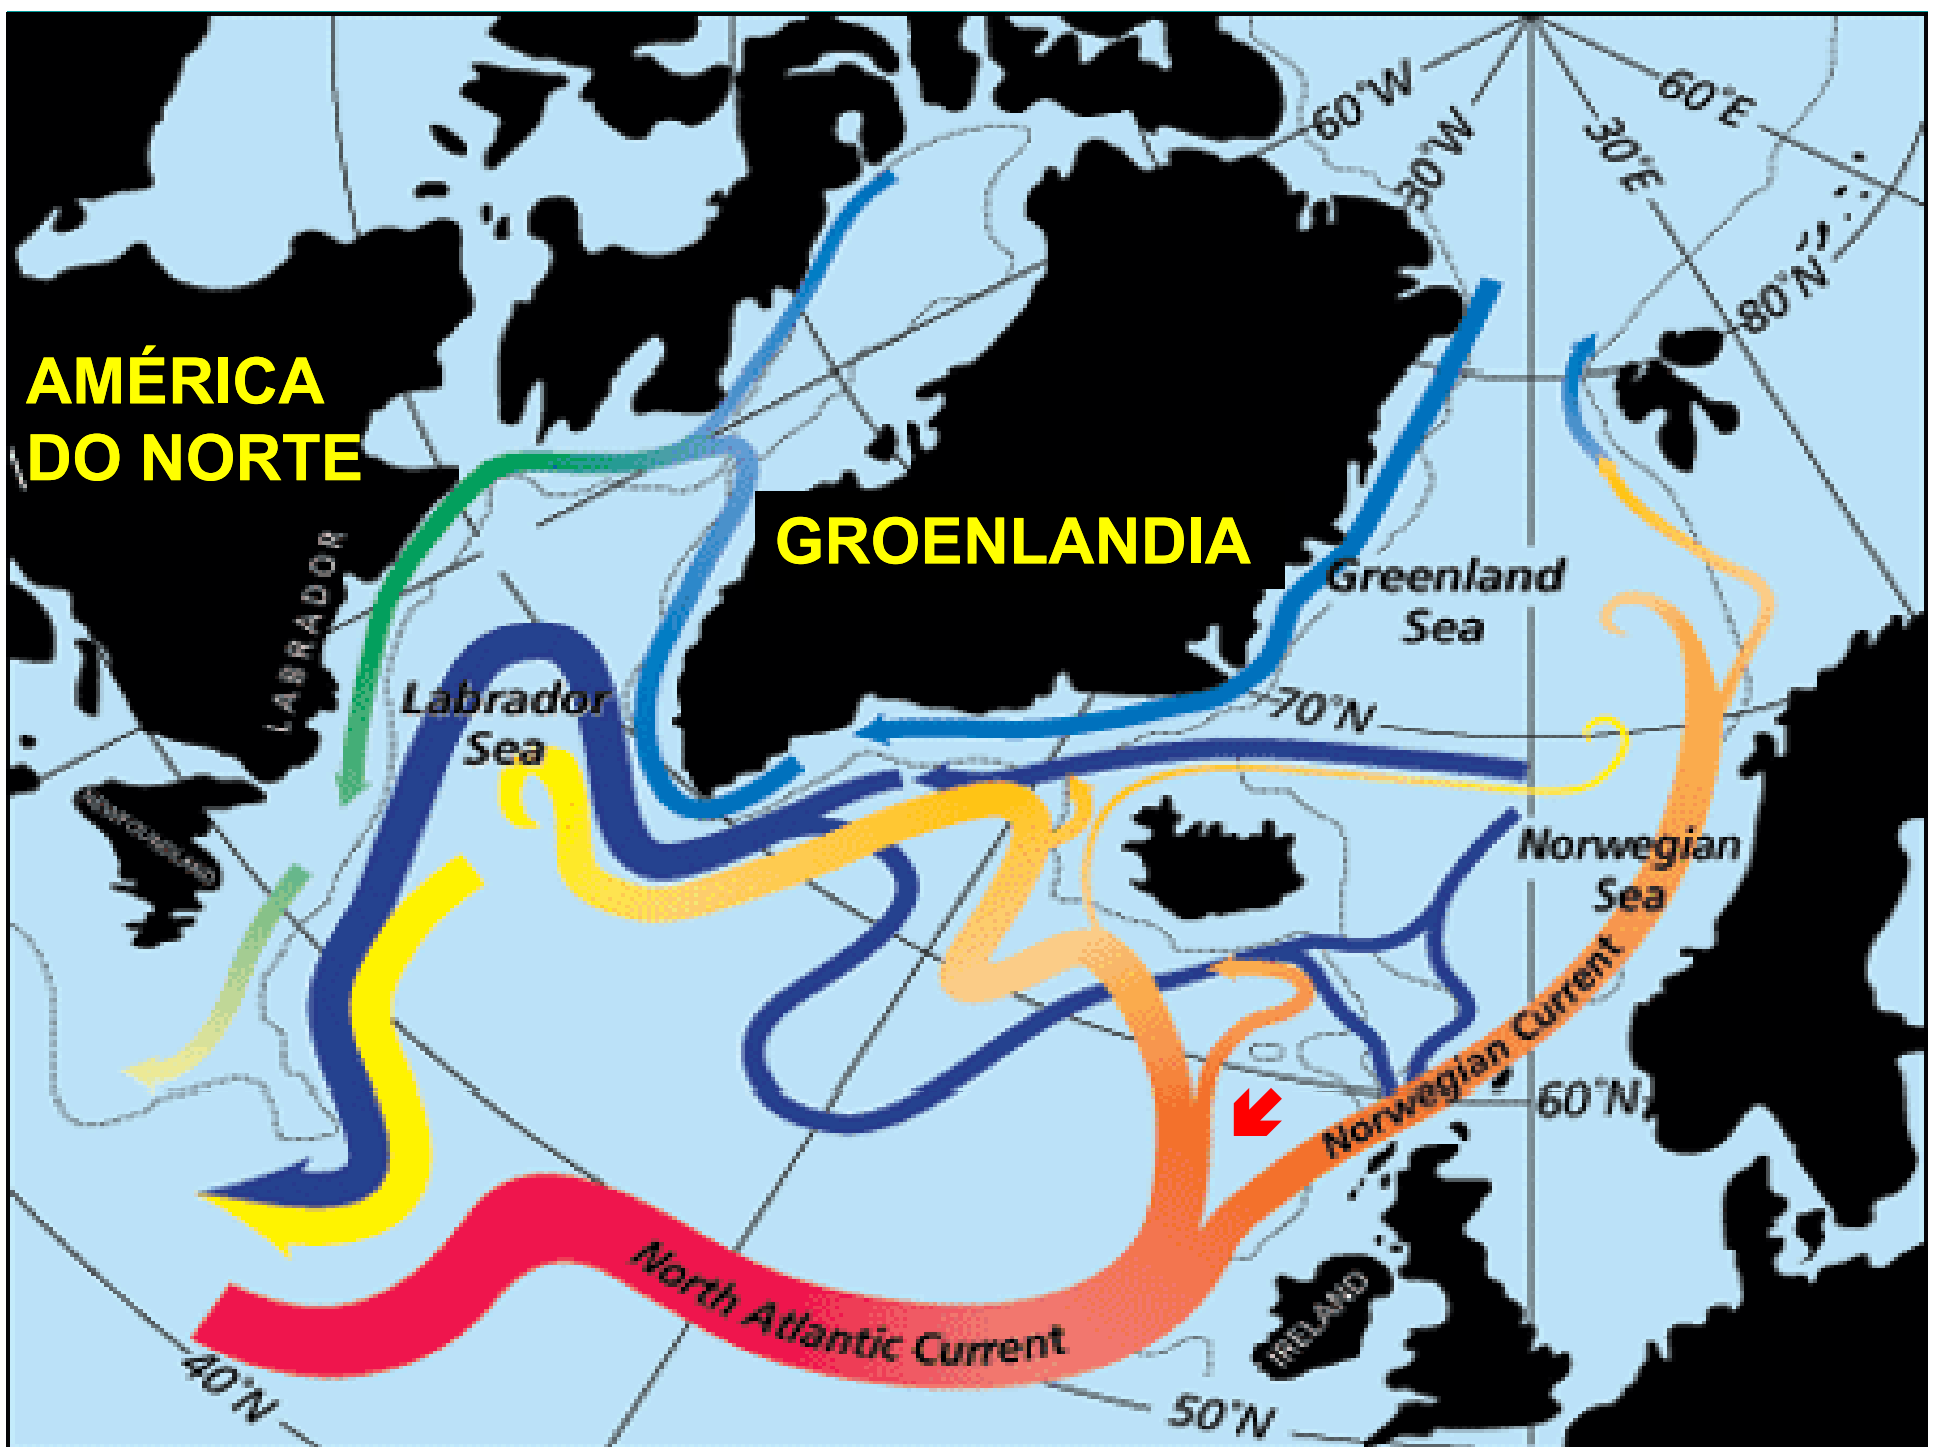 60°W
60°E
30°W
30°E
80°N
AMÉRICA
DO NORTE
GROENLANDIA
LABRADOR
Greenland
Sea
Labrador
Sea
70°N
NEWFOUNDLAND
Norwegian
Sea
Norwegian Current
60°N
North Atlantic Current
IRELAND
40°N
50°N